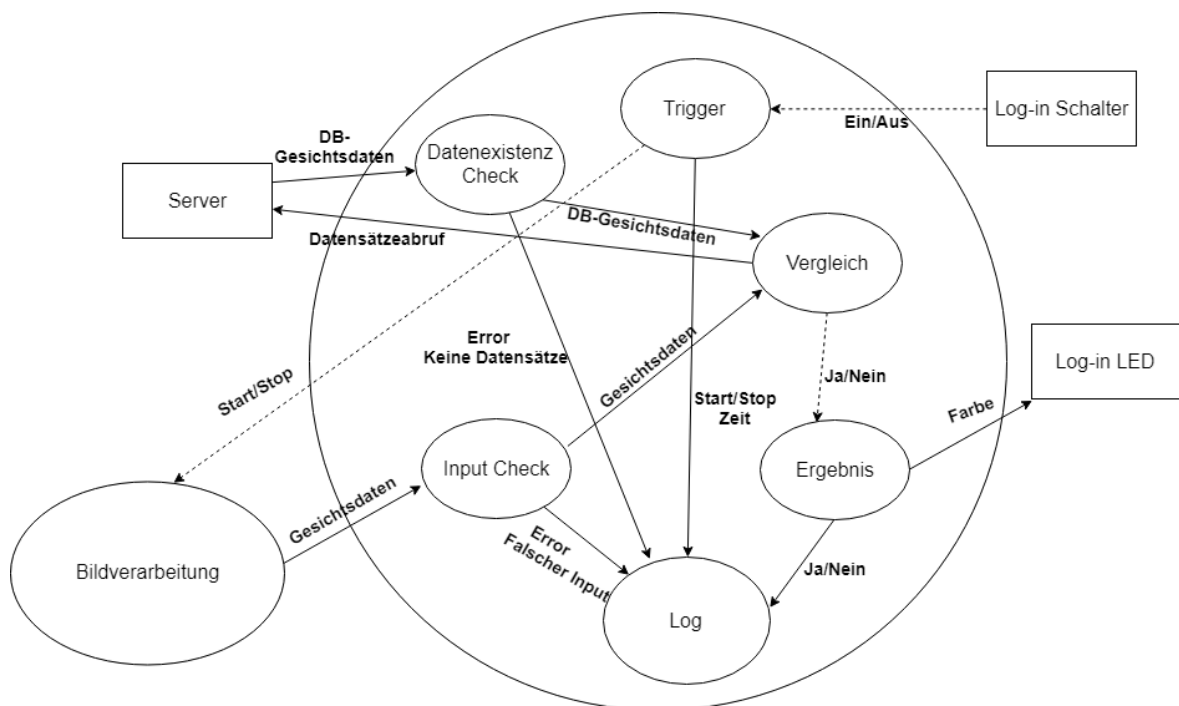 Trigger
Log-in Schalter
Ein/Aus
DB-
Gesichtsdaten
Datenexistenz
Check
Server
DB-Gesichtsdaten
Datensätzeabruf
Vergleich
Error
Keine Datensätze
Gesichtsdaten
Log-in LED
Start/Stop
Ja/Nein
Start/Stop
Zeit
Farbe
Input Check
Ergebnis
Gesichtsdaten
Error
Falscher Input
Bildverarbeitung
Ja/Nein
Log